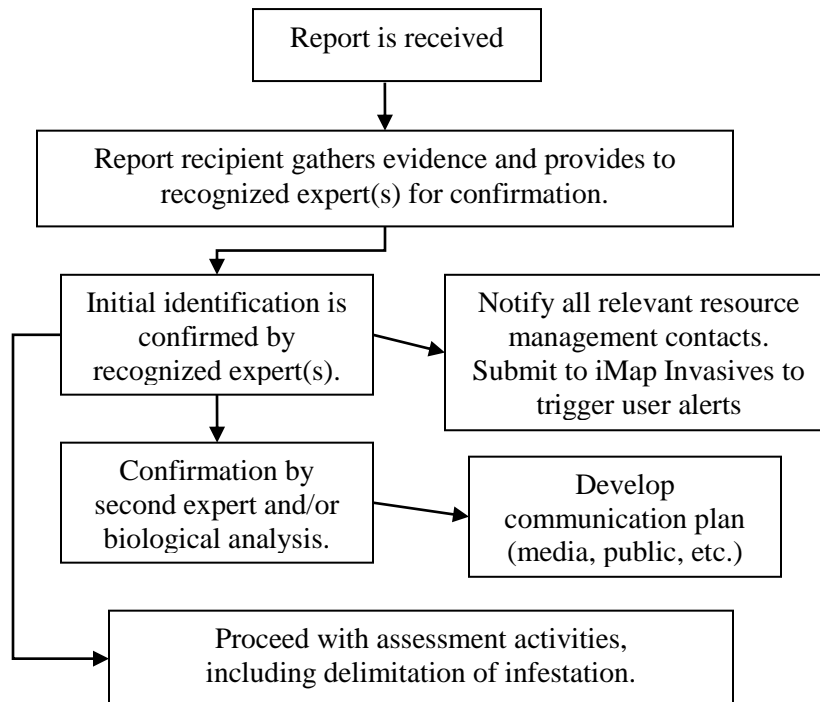 Report is received
Report recipient gathers evidence and provides to
recognized expert(s) for confirmation.
Initial identification is
confirmed by
recognized expert(s).
Notify all relevant resource
management contacts.
Submit to iMap Invasives to
trigger user alerts
Confirmation by
second expert and/or
biological analysis.
Develop
communication plan
(media, public, etc.)
Proceed with assessment activities,
including delimitation of infestation.